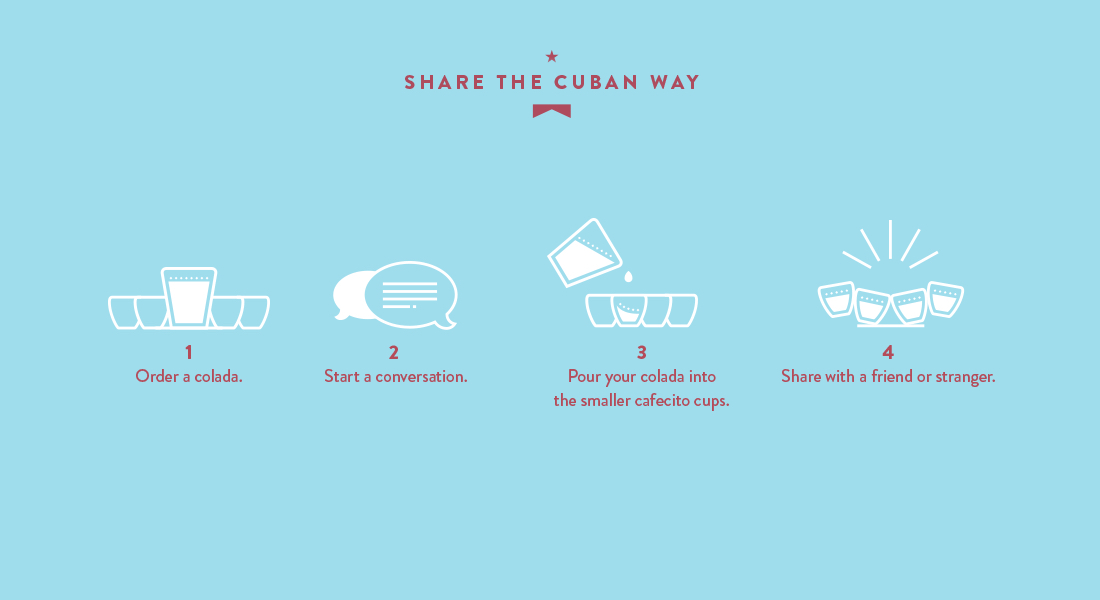 SHARE THE CUBAN WAY
1
Order a colada.
2
Start a conversation.
3
Pour your colada into
the smaller cafecito cups.
4
Share with a friend or stranger.